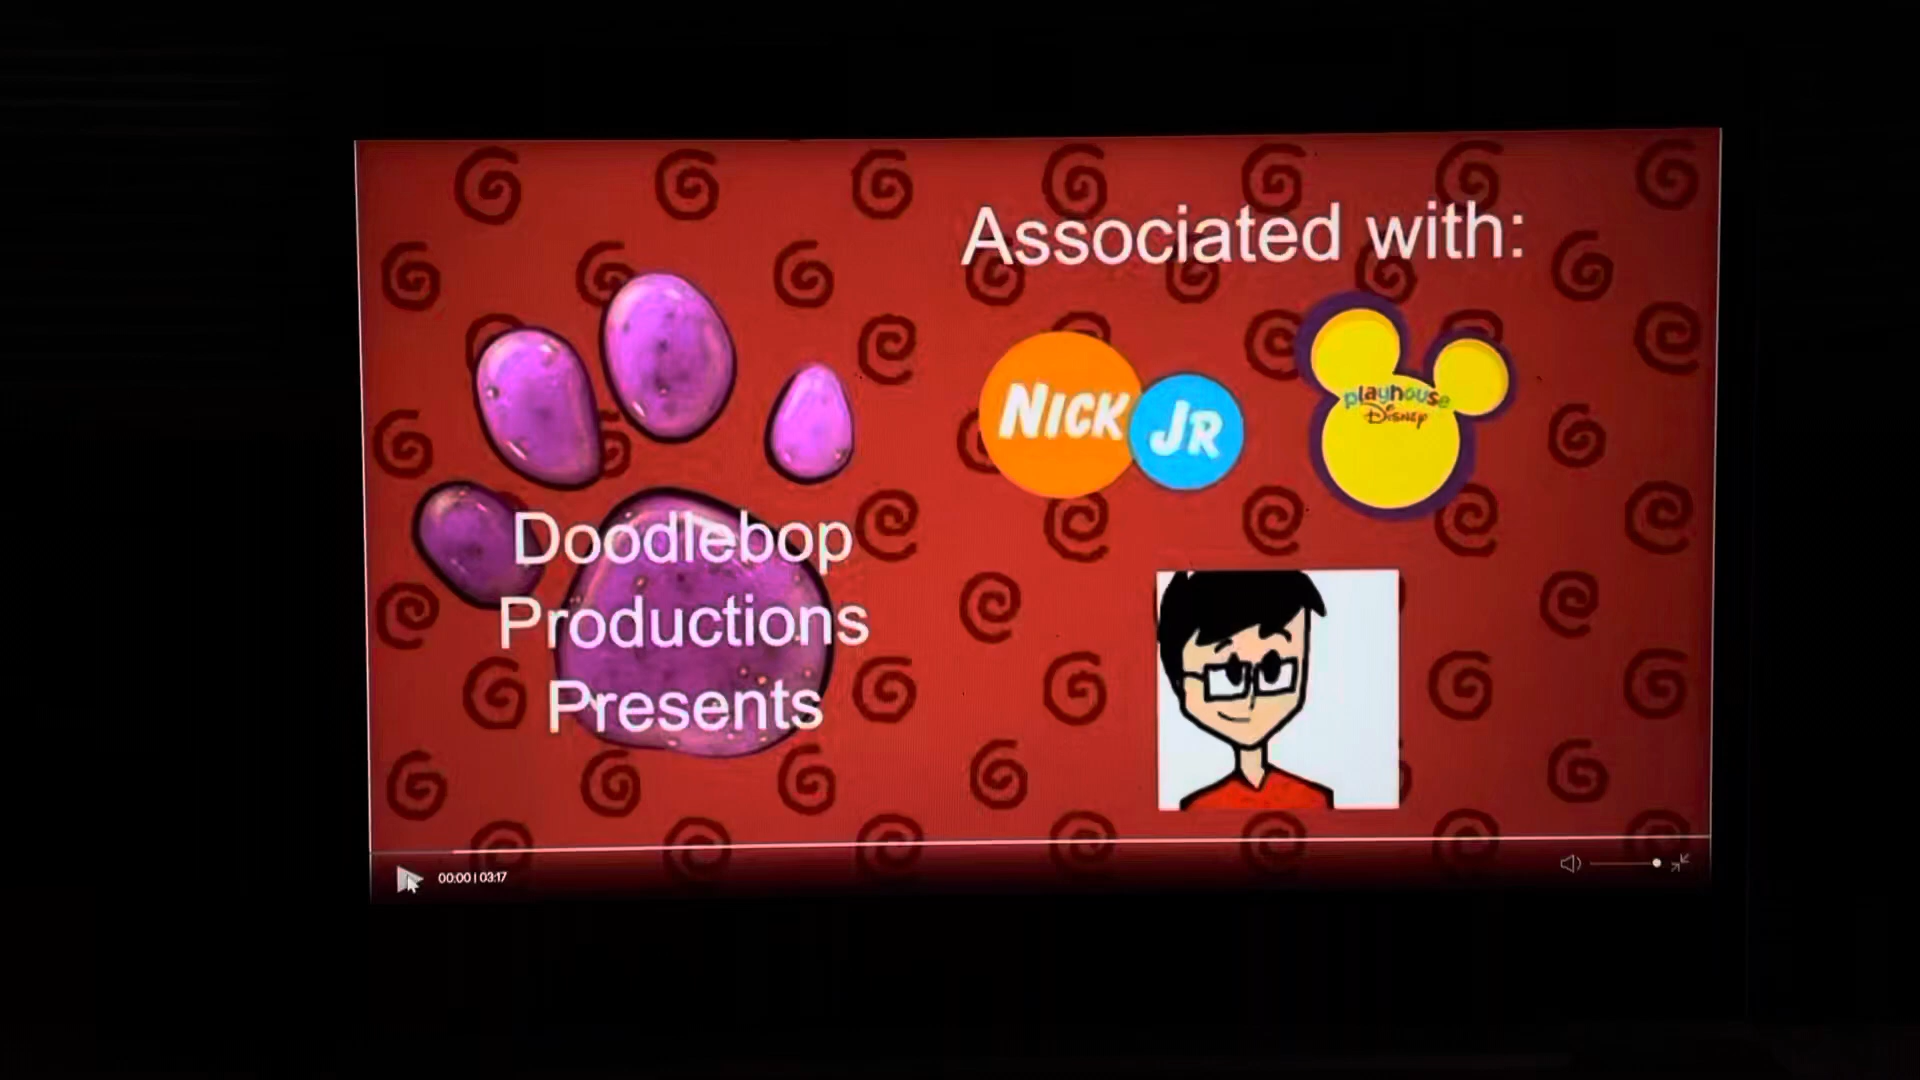 Associated with:
NICK JR
playhouse
Disney
Doodlebop
Productions
Presents
00:00 | 03:17